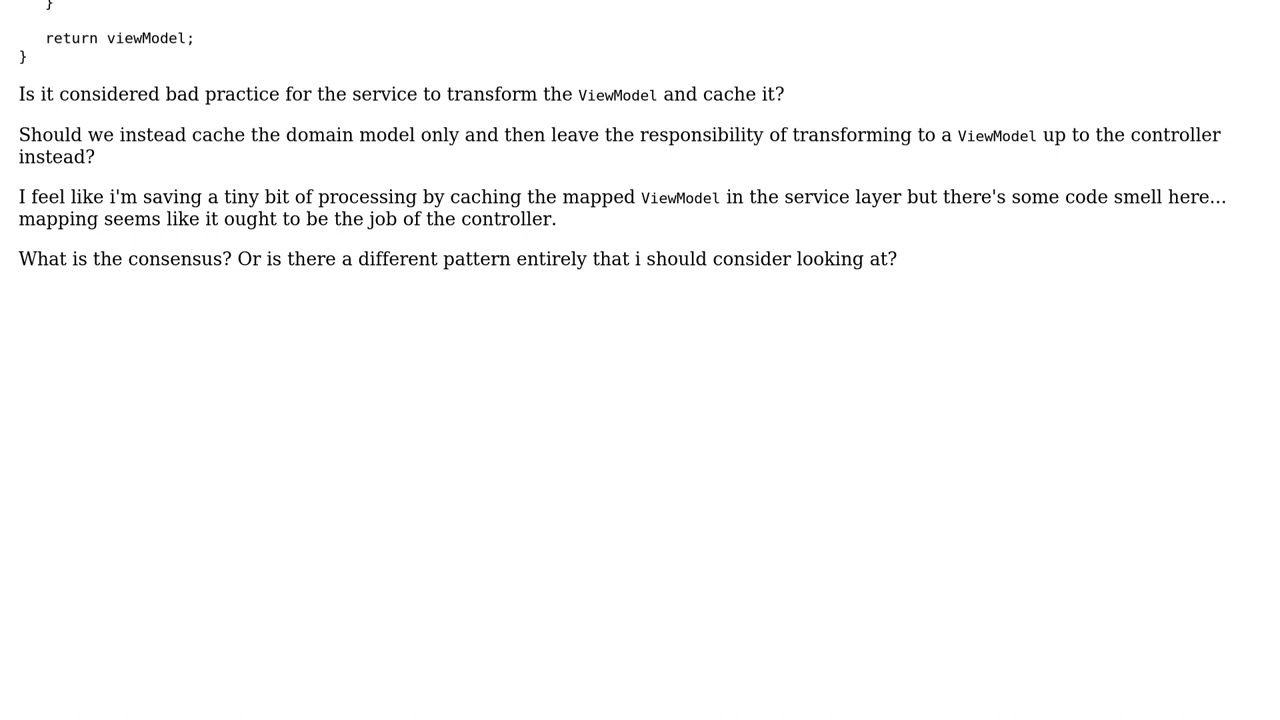 }
return viewModel;
}
Is it considered bad practice for the service to transform the ViewModel and cache it?
Should we instead cache the domain model only and then leave the responsibility of transforming to a ViewModel up to the controller
instead?
I feel like i'm saving a tiny bit of processing by caching the mapped ViewModel in the service layer but there's some code smell here...
mapping seems like it ought to be the job of the controller.
What is the consensus? Or is there a different pattern entirely that i should consider looking at?